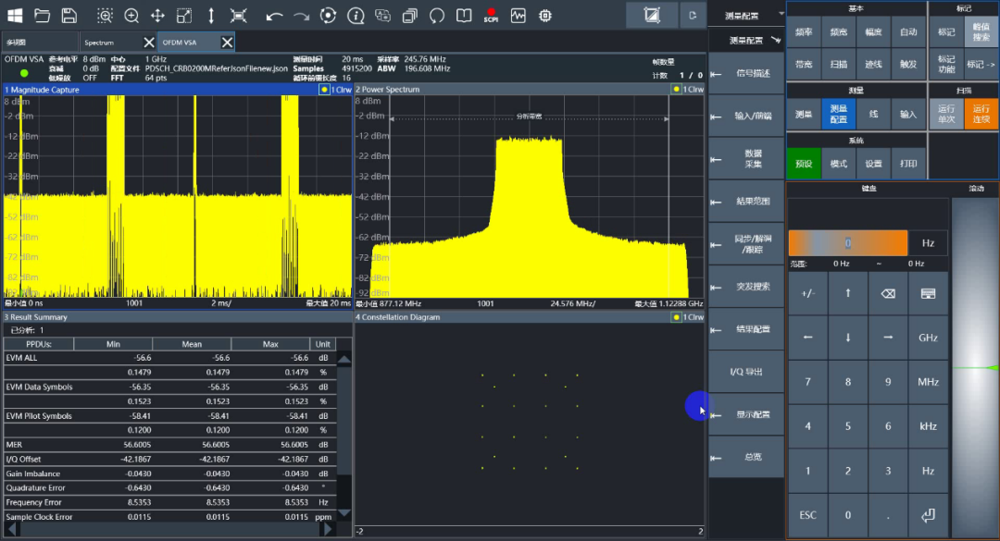 SCPI
多视图
Spectrum
OFDM VSA
测量配置
测量配置
OFDM VSA 参考电平 8 dBm 中心 1 GHz 测量时间 20 ms 采样率 245.76 MHz 帧数量
衰减 0 dB 配置文件 PDSCH_CRB0200MReferJsonFilenew.json Samples 4915200 ABW 196.608 MHz
低噪放 OFF FFT 64 pts 循环前缀长度 16 计数 1 / 0
1 Magnitude Capture 1 Clrw
8 dBm
-2 dBm
-12 dBm
-22 dBm
-32 dBm
-42 dBm
-52 dBm
-62 dBm
-72 dBm
-82 dBm
最小值 0 ns 1001 2 ms/ 最大值 20 ms
2 Power Spectrum 1 Clrw
8 dBm
-2 dBm
-12 dBm
-22 dBm
-32 dBm
-42 dBm
-52 dBm
-62 dBm
-72 dBm
-82 dBm
-92 dBm
分析带宽
最小值 877.12 MHz 1001 24.576 MHz/ 最大值 1.12288 GHz
3 Result Summary
已分析: 1
PPDUs: Min Mean Max Unit
EVM ALL -56.6 -56.6 -56.6 dB
0.1479 0.1479 0.1479 %
EVM Data Symbols -56.35 -56.35 -56.35 dB
0.1523 0.1523 0.1523 %
EVM Pilot Symbols -58.41 -58.41 -58.41 dB
0.1200 0.1200 0.1200 %
MER 56.6005 56.6005 56.6005 dB
I/Q Offset -42.1867 -42.1867 -42.1867 dB
Gain Imbalance -0.0430 -0.0430 -0.0430 dB
Quadrature Error -0.6430 -0.6430 -0.6430 °
Frequency Error 8.5353 8.5353 8.5353 Hz
Sample Clock Error 0.0115 0.0115 0.0115 ppm
4 Constellation Diagram 1 Clrw
-2 2
信号描述
输入/前端
数据
采集
结果范围
同步/解调
/跟踪
突发搜索
结果配置
I/Q 导出
显示配置
总览
基本
频率 频宽 幅度 自动
带宽 扫描 迹线 触发
标记
标记 峰值
搜索
标记
功能 标记 ->
测量
测量 测量
配置 线 输入
扫描
运行
单次 运行
连续
系统
预设 模式 设置 打印
键盘 滚动
0 Hz
范围: 0 Hz ~ 0 Hz
+/- ↑ ⌫
← ↓ → GHz
7 8 9 MHz
4 5 6 kHz
1 2 3 Hz
ESC 0 .